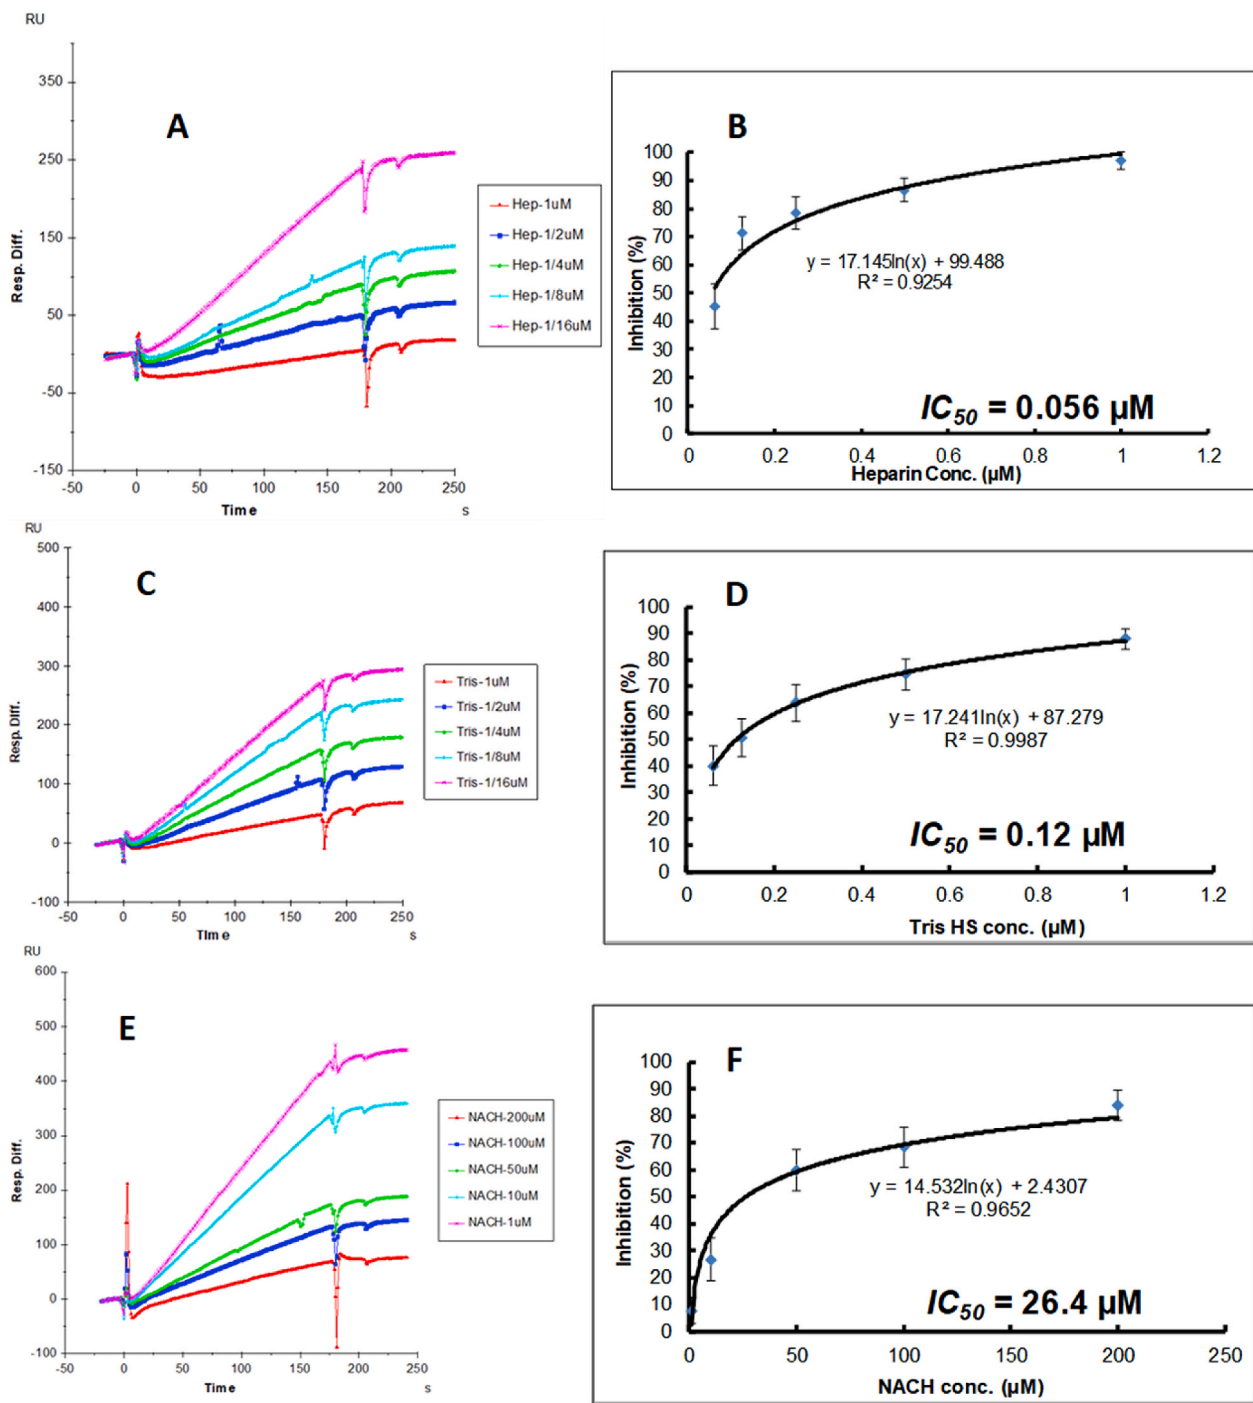 RU
A
350
250
150
50
-50
-150
-50 0 50 100 150 200 250
Resp. Diff.
Time s
Hep-1uM
Hep-1/2uM
Hep-1/4uM
Hep-1/8uM
Hep-1/16uM
B
100
90
80
70
60
50
40
30
20
10
0
0 0.2 0.4 0.6 0.8 1 1.2
Inhibition (%)
y = 17.145ln(x) + 99.488
R² = 0.9254
IC50 = 0.056 µM
Heparin Conc. (µM)
RU
C
500
400
300
200
100
0
-100
-50 0 50 100 150 200 250
Resp. Diff.
TIme s
Tris-1uM
Tris-1/2uM
Tris-1/4uM
Tris-1/8uM
Tris-1/16uM
D
100
90
80
70
60
50
40
30
20
10
0
0 0.2 0.4 0.6 0.8 1 1.2
Inhibition (%)
y = 17.241ln(x) + 87.279
R² = 0.9987
IC50 = 0.12 µM
Tris HS conc. (µM)
RU
E
600
500
400
300
200
100
0
-100
-50 0 50 100 150 200 250
Resp. Diff.
Time s
NACH-200uM
NACH-100uM
NACH-50uM
NACH-10uM
NACH-1uM
F
100
90
80
70
60
50
40
30
20
10
0
0 50 100 150 200 250
Inhibition (%)
y = 14.532ln(x) + 2.4307
R² = 0.9652
IC50 = 26.4 µM
NACH conc. (µM)